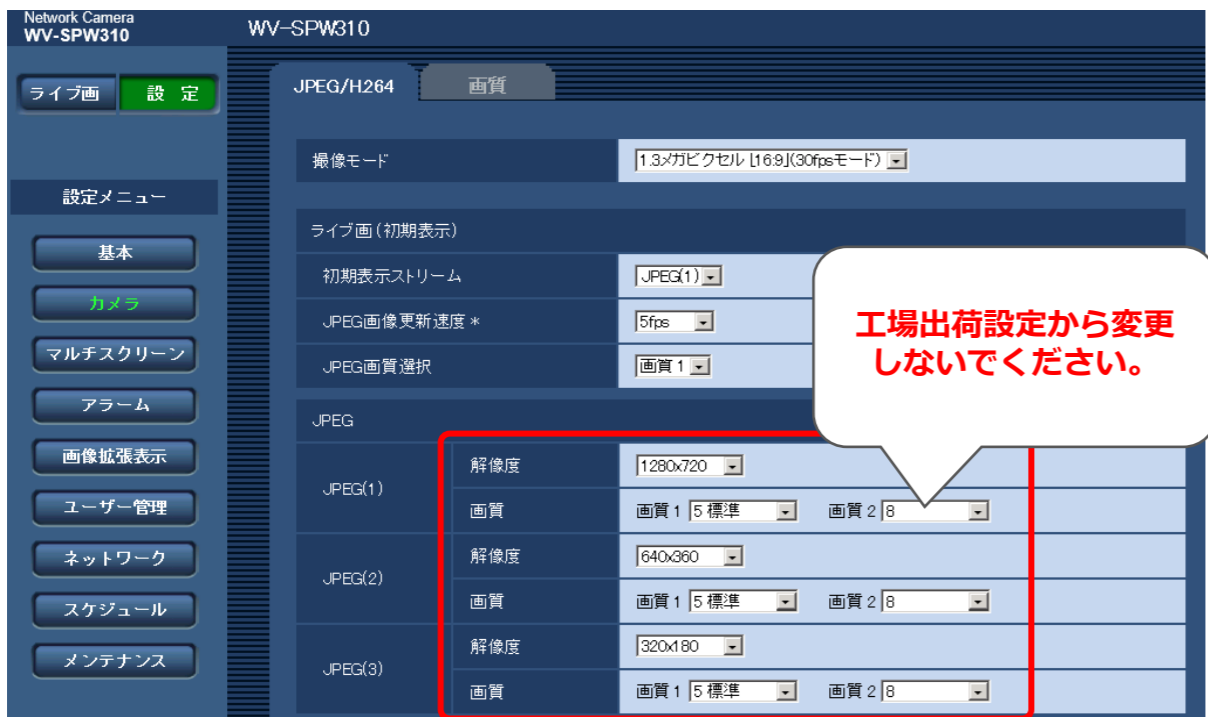 Network Camera
WV-SPW310
WV-SPW310
ライブ画 設 定
JPEG/H264 画質
撮像モード 1.3メガピクセル [16:9](30fpsモード)
設定メニュー
ライブ画(初期表示)
基本
初期表示ストリーム JPEG(1)
カメラ
JPEG画像更新速度 * 5fps
工場出荷設定から変更
しないでください。
マルチスクリーン
JPEG画質選択 画質1
アラーム
JPEG
画像拡張表示
JPEG(1)
解像度 1280x720
画質 画質1 5 標準 画質2 8
ユーザー管理
ネットワーク
JPEG(2)
解像度 640x360
画質 画質1 5 標準 画質2 8
スケジュール
メンテナンス
JPEG(3)
解像度 320x180
画質 画質1 5 標準 画質2 8